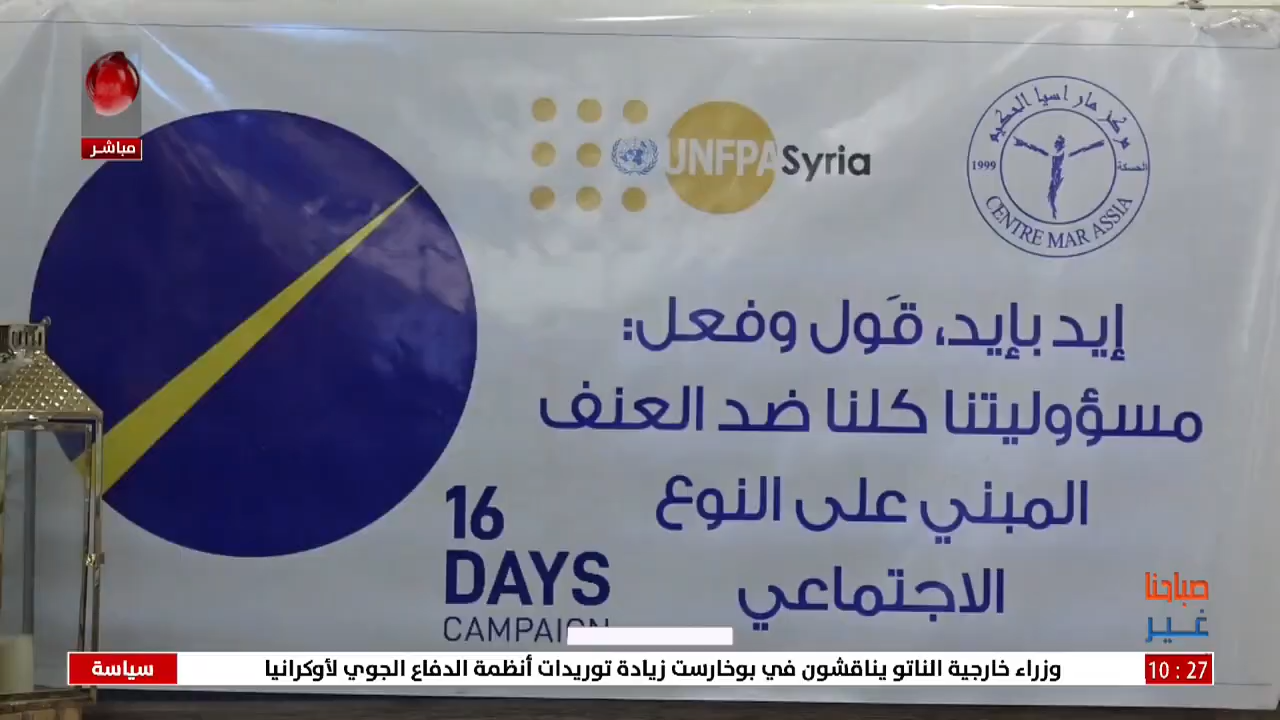 مباشر
UNFPA Syria
مركز مار اسيا الحكيم
1999
الحسكة
CENTRE MAR ASSIA
إيد بإيد، قَول وفعل:
مسؤوليتنا كلنا ضد العنف
المبني على النوع
الاجتماعي
16
DAYS
CAMPAIGN
صباحنا
غير
سياسة
وزراء خارجية الناتو يناقشون في بوخارست زيادة توريدات أنظمة الدفاع الجوي لأوكرانيا
10 : 27